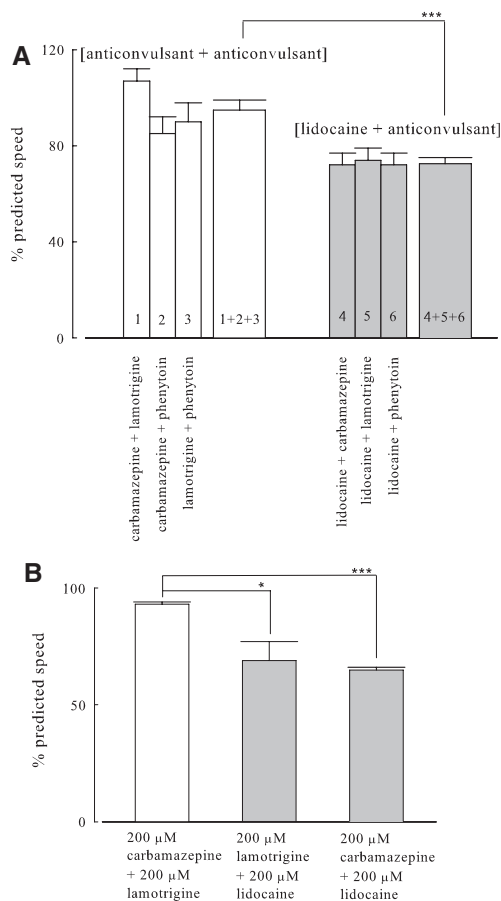 A
***
120
[anticonvulsant + anticonvulsant]
[lidocaine + anticonvulsant]
80
40
0
% predicted speed
1
2
3
1+2+3
4
5
6
4+5+6
carbamazepine + lamotrigine
carbamazepine + phenytoin
lamotrigine + phenytoin
lidocaine + carbamazepine
lidocaine + lamotrigine
lidocaine + phenytoin
B
***
*
100
50
0
% predicted speed
200 µM
carbamazepine
+ 200 µM
lamotrigine
200 µM
lamotrigine
+ 200 µM
lidocaine
200 µM
carbamazepine
+ 200 µM
lidocaine